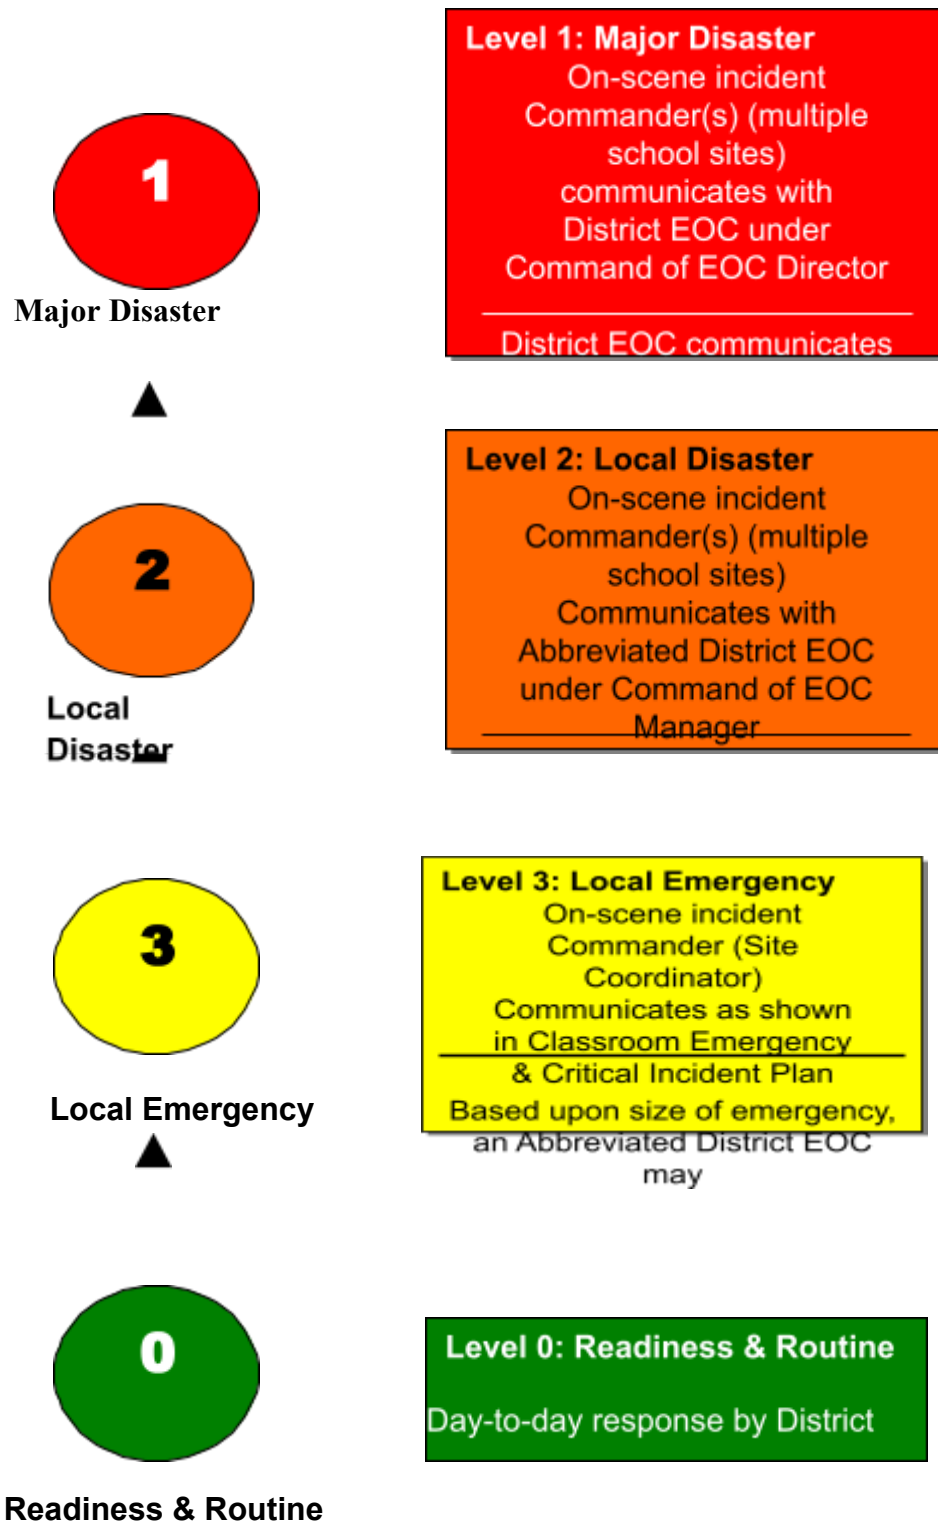 1
Major Disaster
Level 1: Major Disaster
On-scene incident
Commander(s) (multiple
school sites)
communicates with
District EOC under
Command of EOC Director
District EOC communicates
2
Local
Disaster
Level 2: Local Disaster
On-scene incident
Commander(s) (multiple
school sites)
Communicates with
Abbreviated District EOC
under Command of EOC
Manager
3
Local Emergency
Level 3: Local Emergency
On-scene incident
Commander (Site
Coordinator)
Communicates as shown
in Classroom Emergency
& Critical Incident Plan
Based upon size of emergency,
an Abbreviated District EOC
may
0
Readiness & Routine
Level 0: Readiness & Routine
Day-to-day response by District